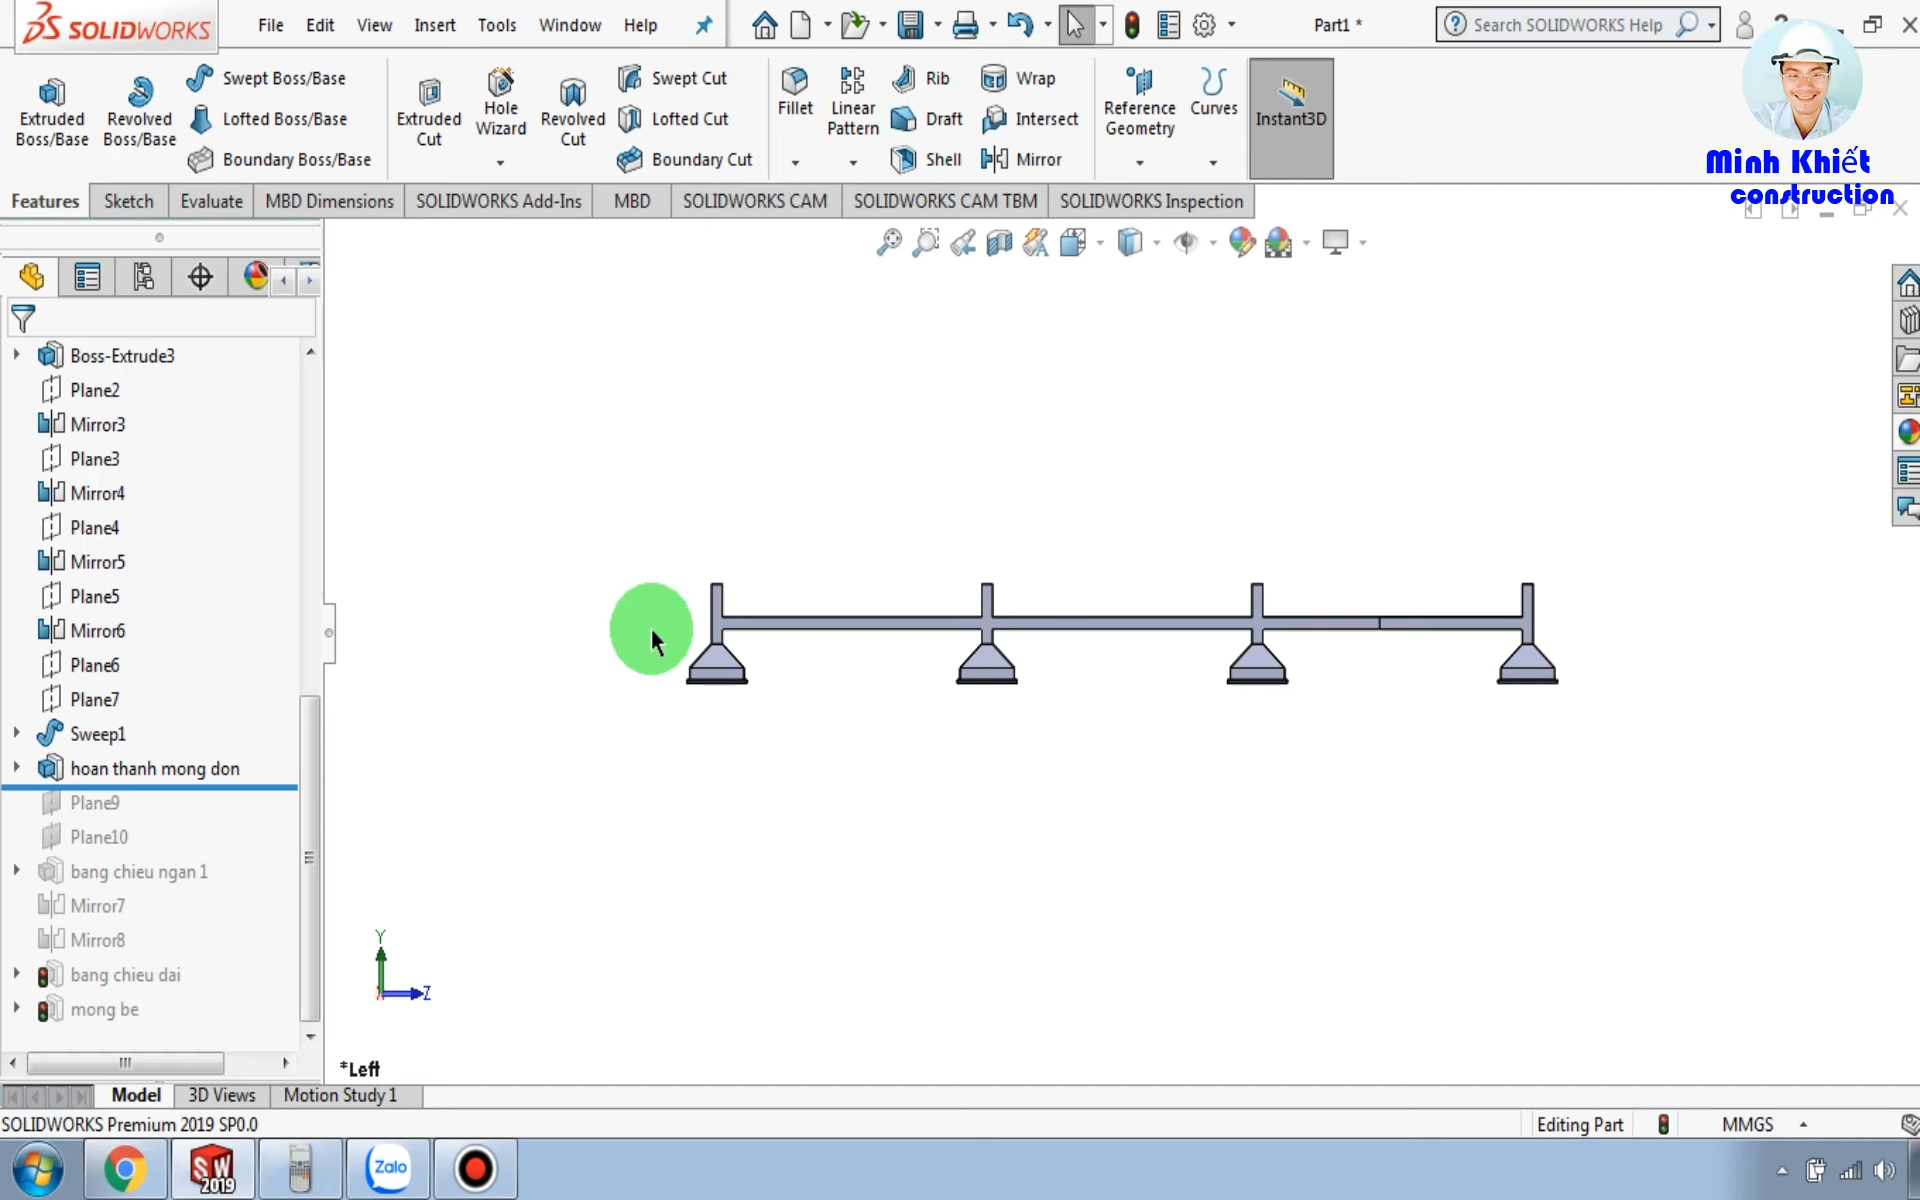 SOLIDWORKS
File Edit View Insert Tools Window Help
Part1 *
Search SOLIDWORKS Help
Extruded Boss/Base
Revolved Boss/Base
Swept Boss/Base
Lofted Boss/Base
Boundary Boss/Base
Extruded Cut
Hole Wizard
Revolved Cut
Swept Cut
Lofted Cut
Boundary Cut
Fillet
Linear Pattern
Rib
Draft
Shell
Wrap
Intersect
Mirror
Reference Geometry
Curves
Instant3D
Minh Khiết
construction
Features Sketch Evaluate MBD Dimensions SOLIDWORKS Add-Ins MBD SOLIDWORKS CAM SOLIDWORKS CAM TBM SOLIDWORKS Inspection
Boss-Extrude3
Plane2
Mirror3
Plane3
Mirror4
Plane4
Mirror5
Plane5
Mirror6
Plane6
Plane7
Sweep1
hoan thanh mong don
Plane9
Plane10
bang chieu ngan 1
Mirror7
Mirror8
bang chieu dai
mong be
Y
Z
*Left
Model 3D Views Motion Study 1
SOLIDWORKS Premium 2019 SP0.0
Editing Part
MMGS
SW
2019
Zalo